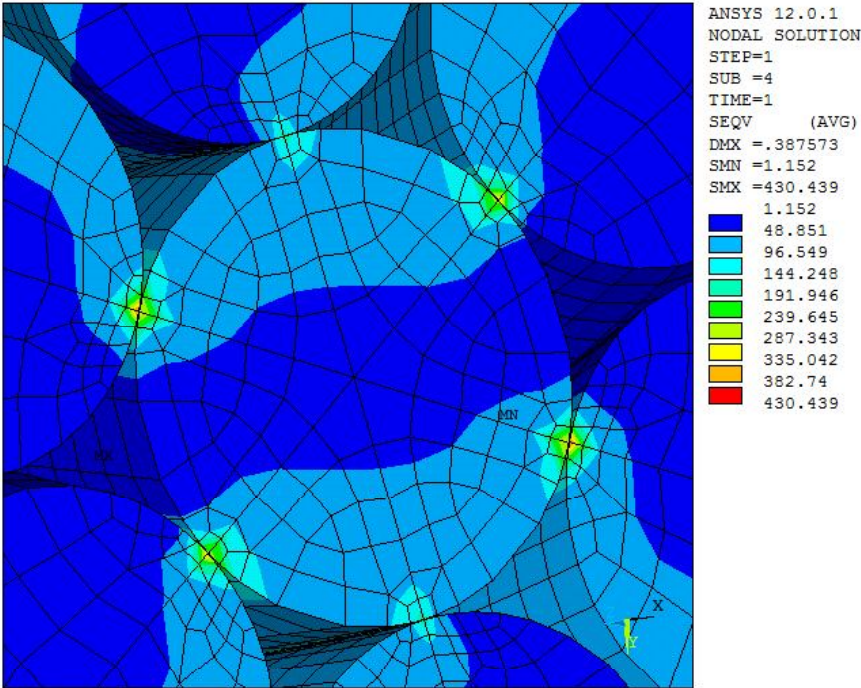 ANSYS 12.0.1
NODAL SOLUTION
STEP=1
SUB =4
TIME=1
SEQV (AVG)
DMX =.387573
SMN =1.152
SMX =430.439
1.152
48.851
96.549
144.248
191.946
239.645
287.343
335.042
382.74
430.439
MN
MX
X
Y